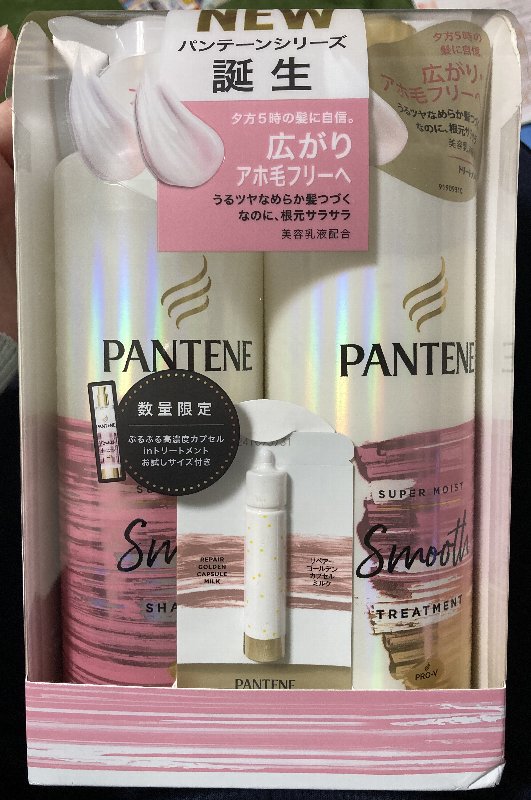 NEW
パンテーンシリーズ
誕生
夕方5時の髪に自信。
広がり
アホ毛フリーへ
うるツヤなめらか髪つづく
なのに、根元サラサラ
美容乳液配合
夕方5時の
髪に自信
広がり
アホ毛フリーへ
うるツヤなめらか髪つづ
なのに、根元サラ
美容乳液
PANTENE
PANTENE
数量限定
ぷるぷる高濃度カプセル
inトリートメント
お試しサイズ付き
REPAIR
GOLDEN
CAPSULE
MILK
リペアー
ゴールデン
カプセル
ミルク
PANTENE
Sm
SHA
SUPER MOIST
Smooth
TREATMENT
PRO-V